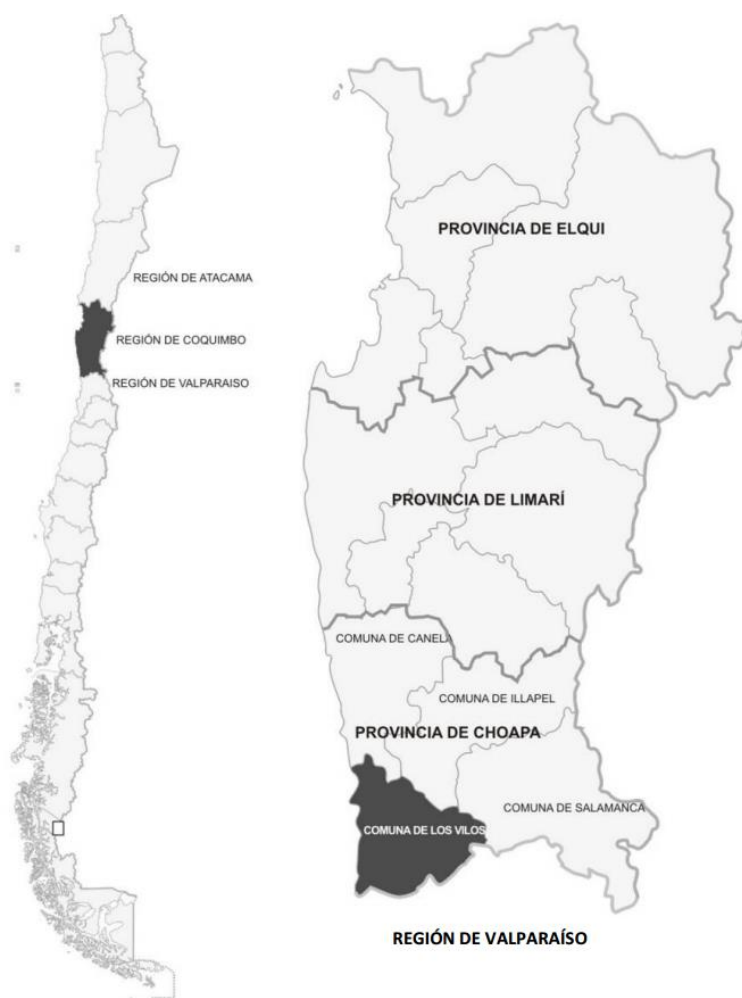 REGIÓN DE ATACAMA
REGIÓN DE COQUIMBO
REGIÓN DE VALPARAISO
PROVINCIA DE ELQUI
PROVINCIA DE LIMARÍ
COMUNA DE CANELA
COMUNA DE ILLAPEL
PROVINCIA DE CHOAPA
COMUNA DE SALAMANCA
COMUNA DE LOS VILOS
REGIÓN DE VALPARAÍSO